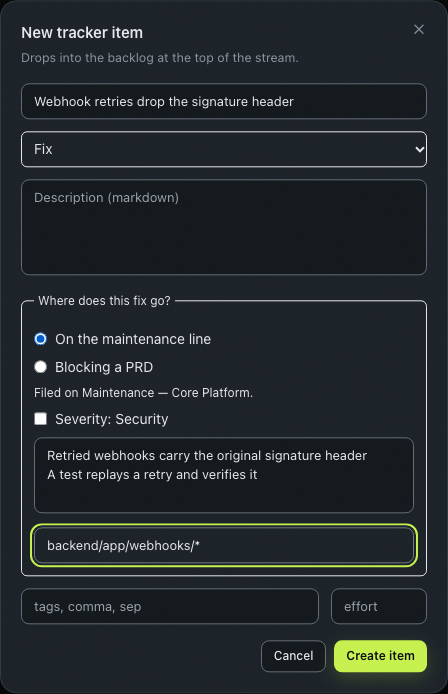 New tracker item
Drops into the backlog at the top of the stream.
Webhook retries drop the signature header
Fix
Description (markdown)
Where does this fix go?
On the maintenance line
Blocking a PRD
Filed on Maintenance — Core Platform.
Severity: Security
Retried webhooks carry the original signature header
A test replays a retry and verifies it
backend/app/webhooks/*
tags, comma, sep
effort
Cancel
Create item